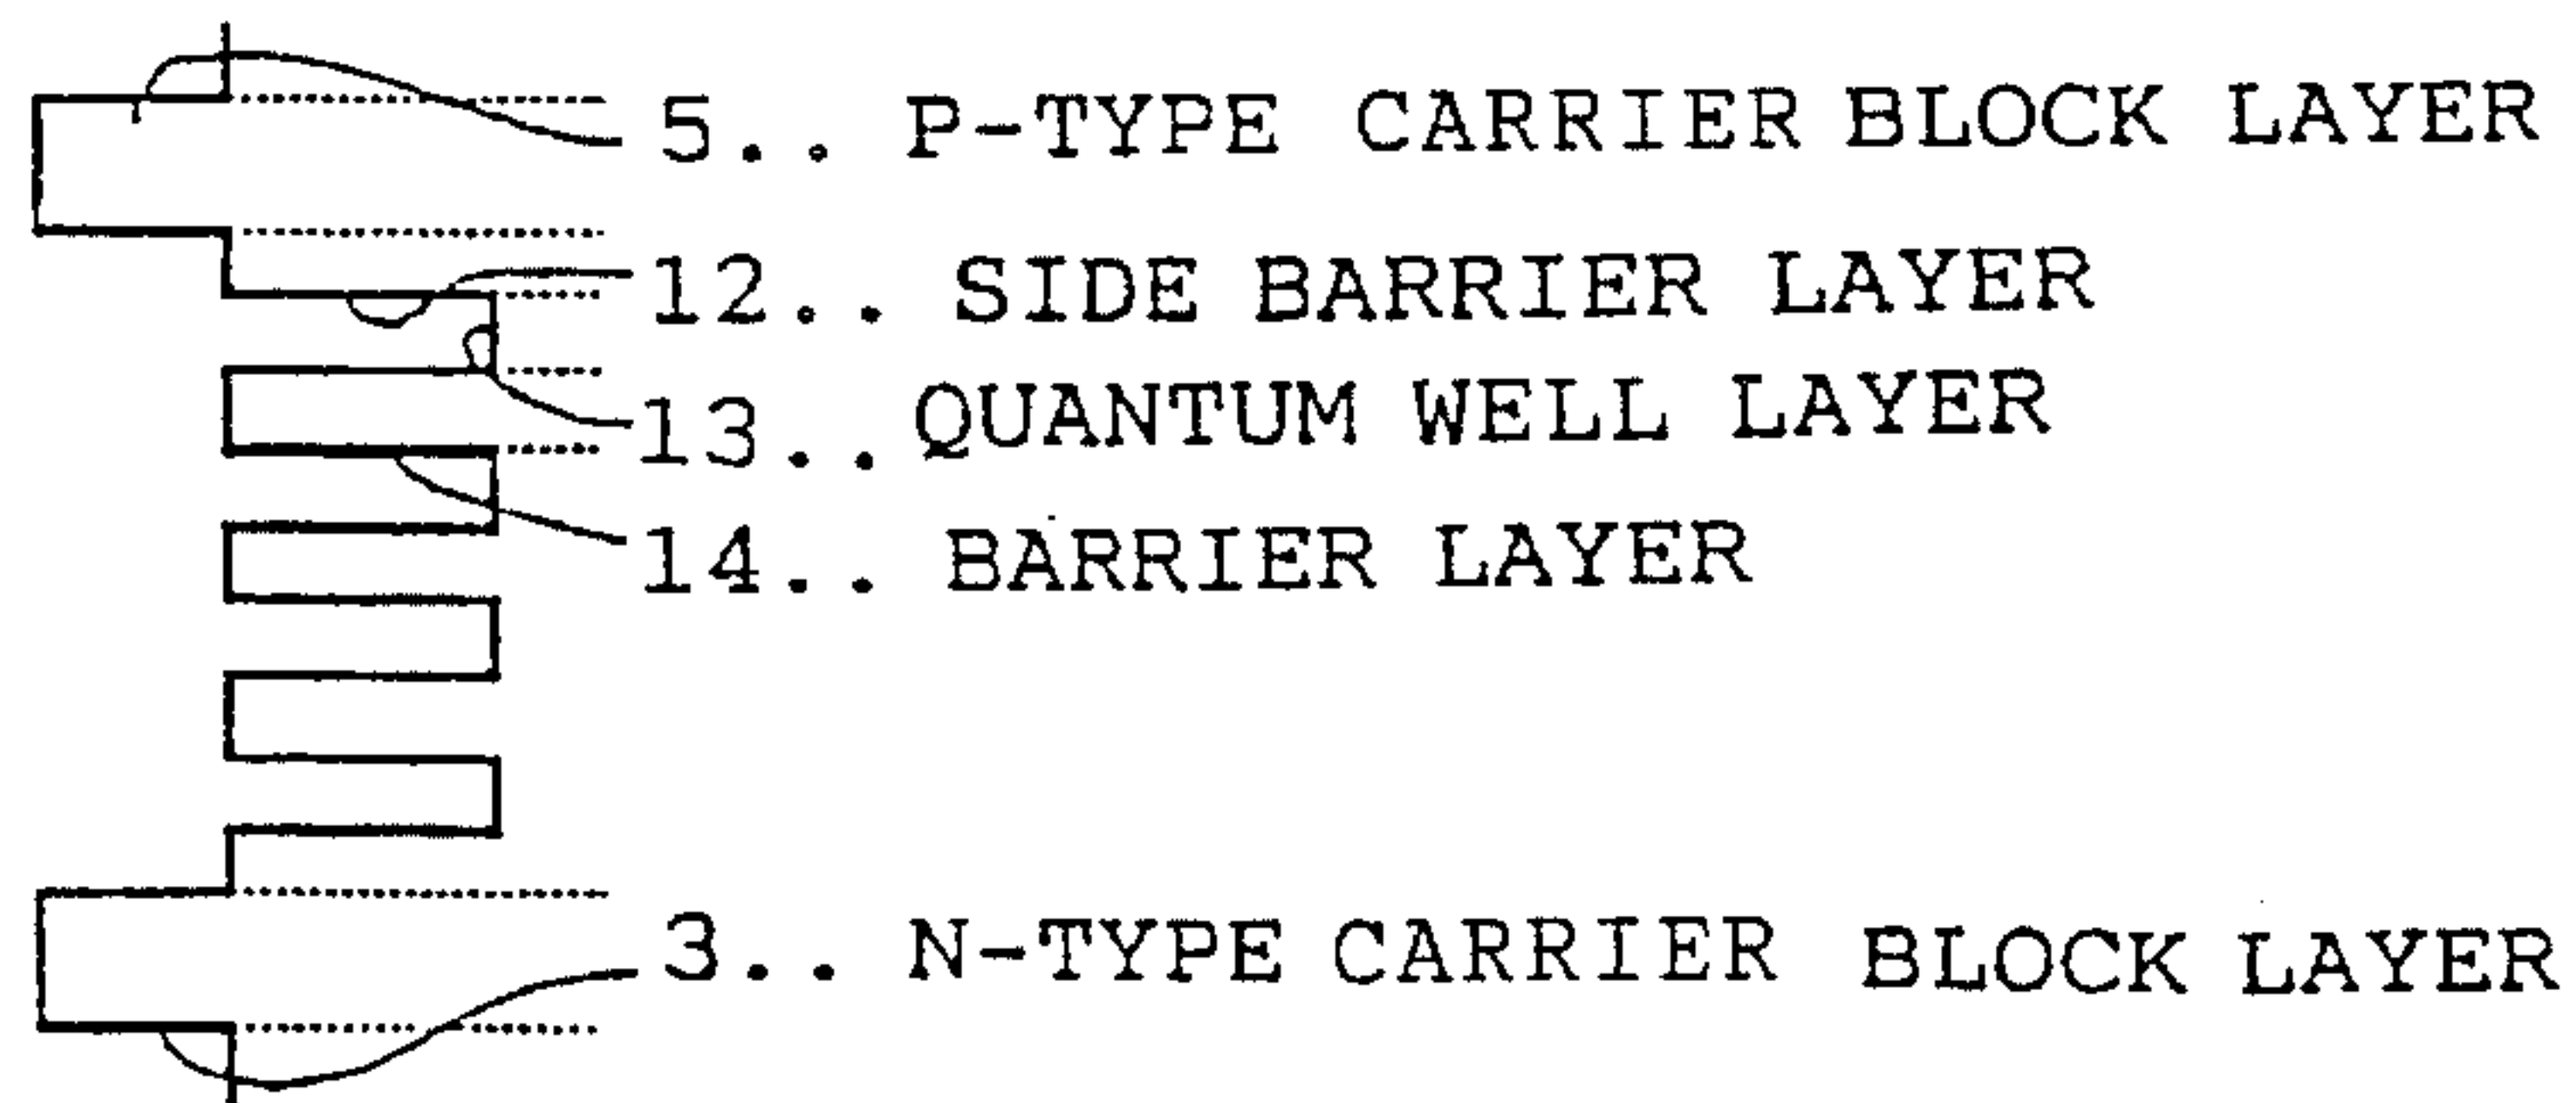 5.. P-TYPE CARRIER BLOCK LAYER
12.. SIDE BARRIER LAYER
13.. QUANTUM WELL LAYER
14.. BARRIER LAYER
3.. N-TYPE CARRIER BLOCK LAYER